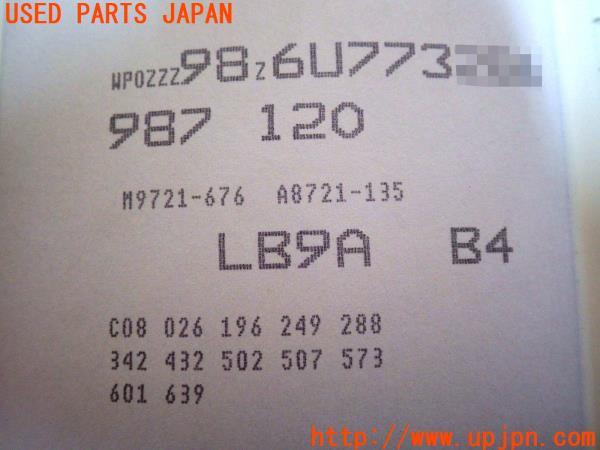 USED PARTS JAPAN
WP0ZZZ98Z6U773
987 120
M9721-676 A8721-135
LB9A B4
C08 026 196 249 288
342 432 502 507 573
601 639
http://www.upjpn.com